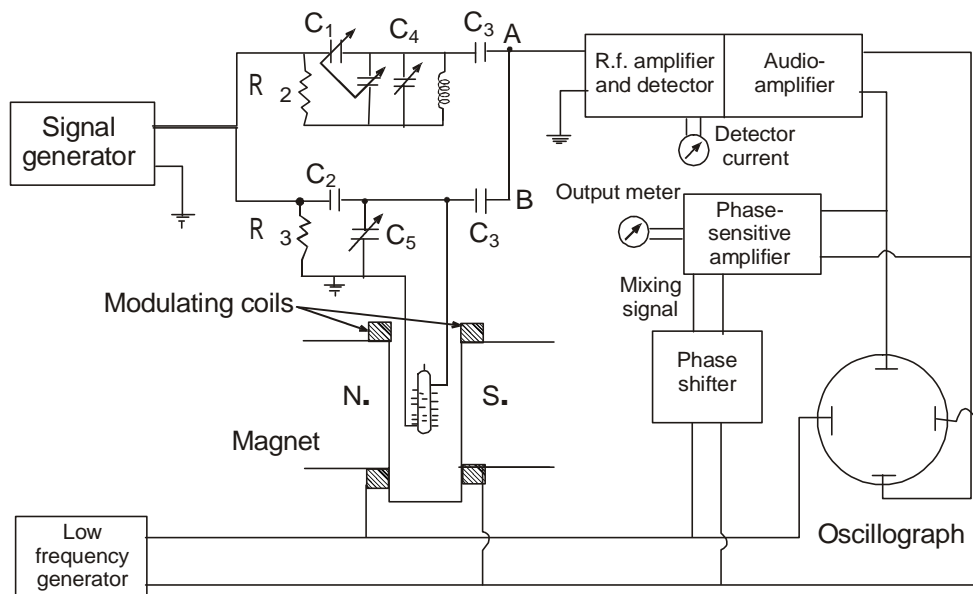 C1
C4
C3
A
R 2
Signal
generator
R.f. amplifier
and detector
Audio-
amplifier
Detector
current
C2
B
R 3
C5
C3
Output meter
Phase-
sensitive
amplifier
Mixing
signal
Modulating coils
Phase
shifter
N.
S.
Magnet
Oscillograph
Low
frequency
generator